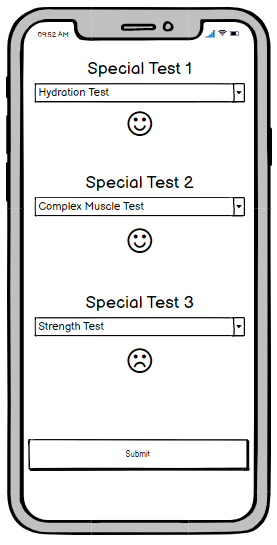 09:52 AM
Special Test 1
Hydration Test
Special Test 2
Complex Muscle Test
Special Test 3
Strength Test
Submit